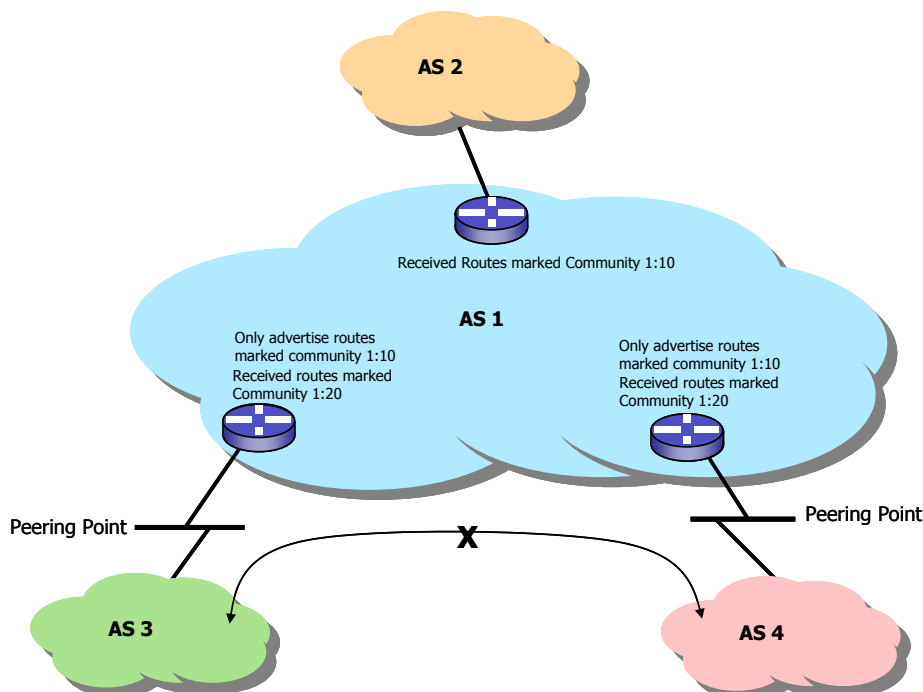 AS 2
Received Routes marked Community 1:10
AS 1
Only advertise routes
marked community 1:10
Received routes marked
Community 1:20
Only advertise routes
marked community 1:10
Received routes marked
Community 1:20
Peering Point
Peering Point
X
AS 3
AS 4